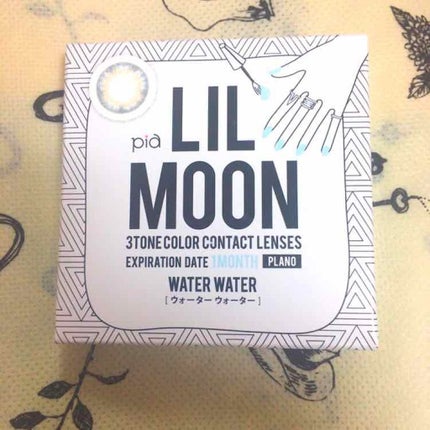 pià
LIL
MOON
3TONE COLOR CONTACT LENSES
EXPIRATION DATE 1MONTH PLANO
WATER WATER
[ウォーター ウォーター]